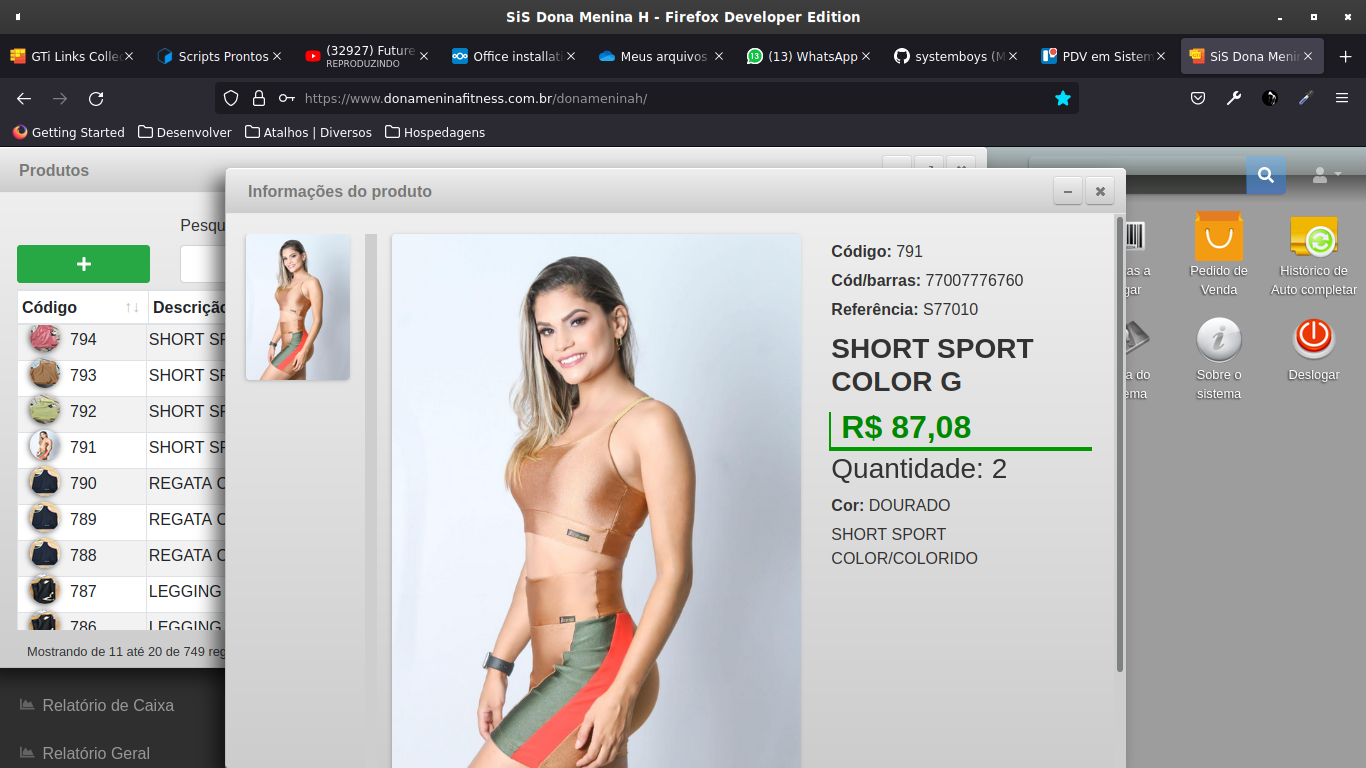 SiS Dona Menina H - Firefox Developer Edition
GTi Links Collec
Scripts Prontos
(32927) Future
REPRODUZINDO
Office installati
Meus arquivos
(13) WhatsApp
systemboys (M
PDV em Sistem
SiS Dona Menin
https://www.donameninafitness.com.br/donameninah/
Getting Started
Desenvolver
Atalhos | Diversos
Hospedagens
Produtos
Pesqu
Código
Descrição
794 SHORT SP
793 SHORT SP
792 SHORT SP
791 SHORT SP
790 REGATA C
789 REGATA C
788 REGATA C
787 LEGGING
786 LEGGING
Mostrando de 11 até 20 de 749 reg
Relatório de Caixa
Relatório Geral
Informações do produto
Código: 791
Cód/barras: 77007776760
Referência: S77010
SHORT SPORT
COLOR G
R$ 87,08
Quantidade: 2
Cor: DOURADO
SHORT SPORT
COLOR/COLORIDO
as a
gar
Pedido de
Venda
Histórico de
Auto completar
a do
ema
Sobre o
sistema
Deslogar